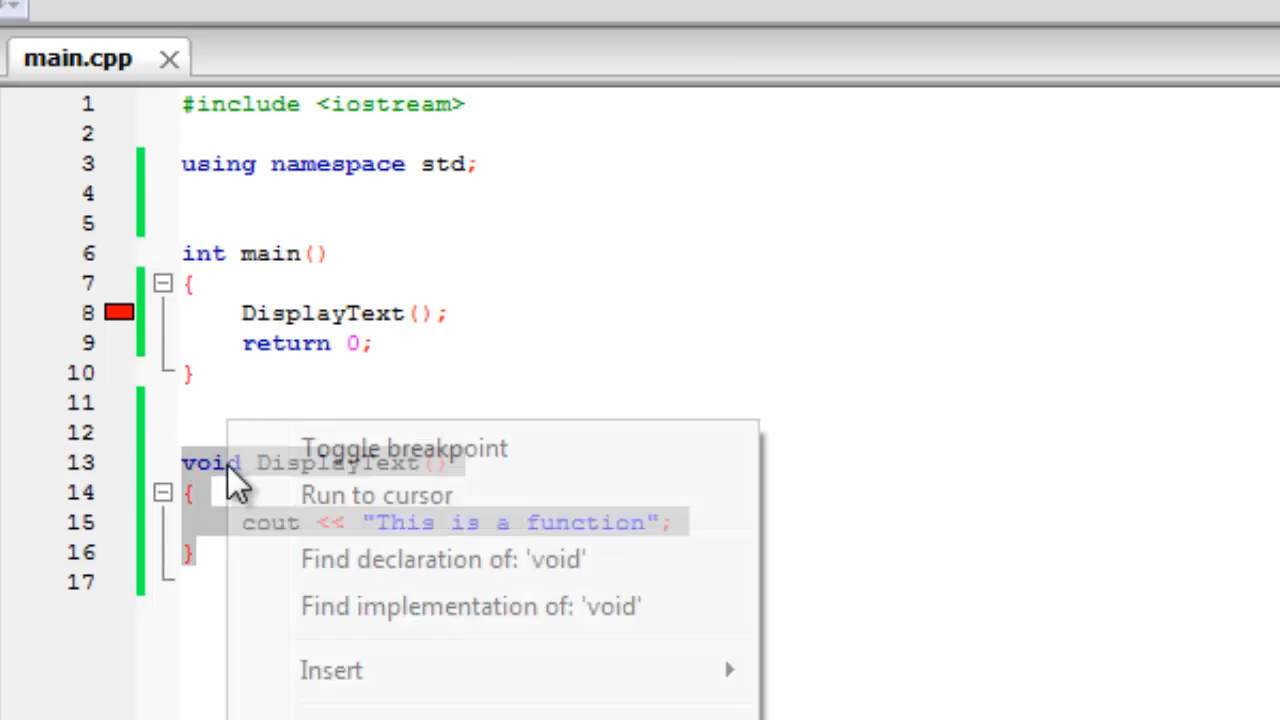 main.cpp
1 #include <iostream>
2
3 using namespace std;
4
5
6 int main()
7 {
8 DisplayText();
9 return 0;
10 }
11
12
13 void DisplayText()
14 {
15 cout << "This is a function";
16 }
17
Toggle breakpoint
Run to cursor
Find declaration of: 'void'
Find implementation of: 'void'
Insert